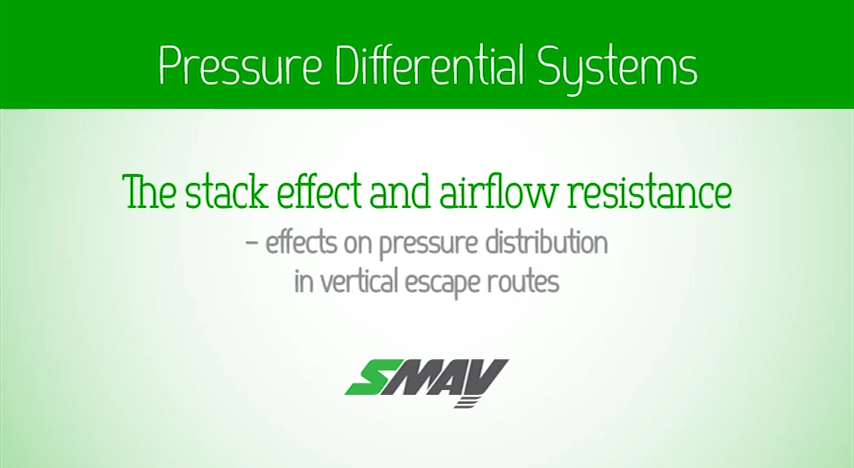 Pressure Differential Systems
The stack effect and airflow resistance
– effects on pressure distribution
in vertical escape routes
SMAY